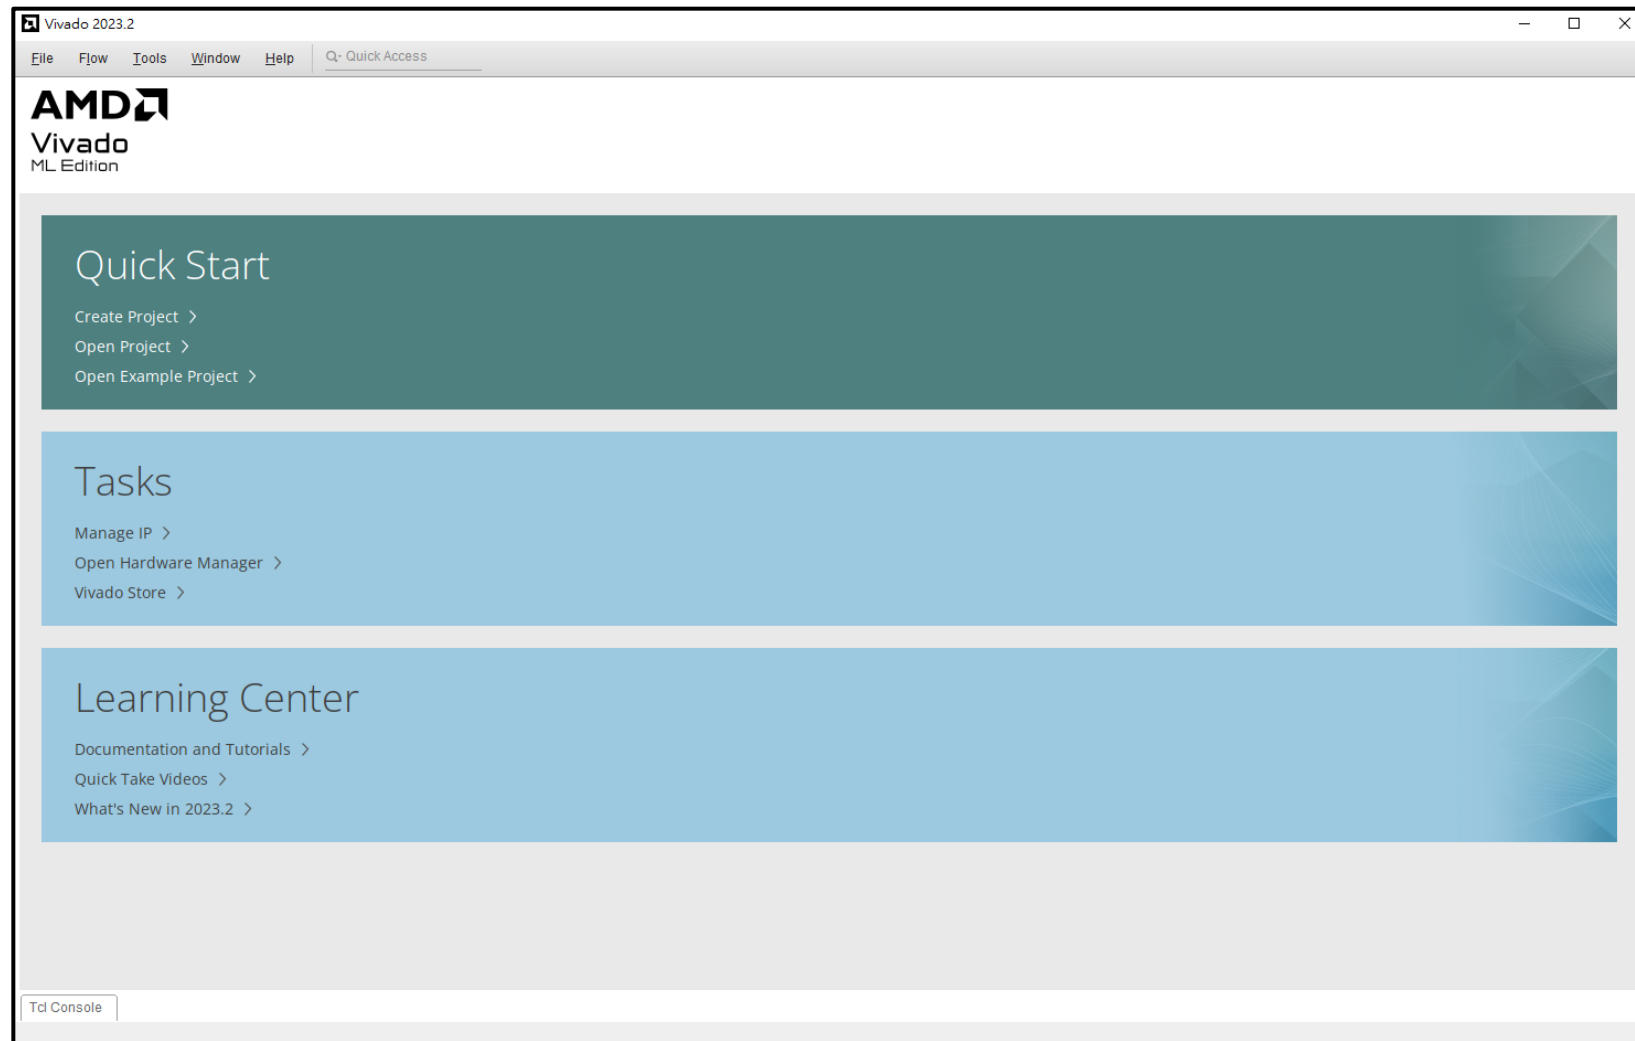 Vivado 2023.2
File Flow Tools Window Help Quick Access
AMD
Vivado
ML Edition
Quick Start
Create Project
Open Project
Open Example Project
Tasks
Manage IP
Open Hardware Manager
Vivado Store
Learning Center
Documentation and Tutorials
Quick Take Videos
What's New in 2023.2
Tcl Console